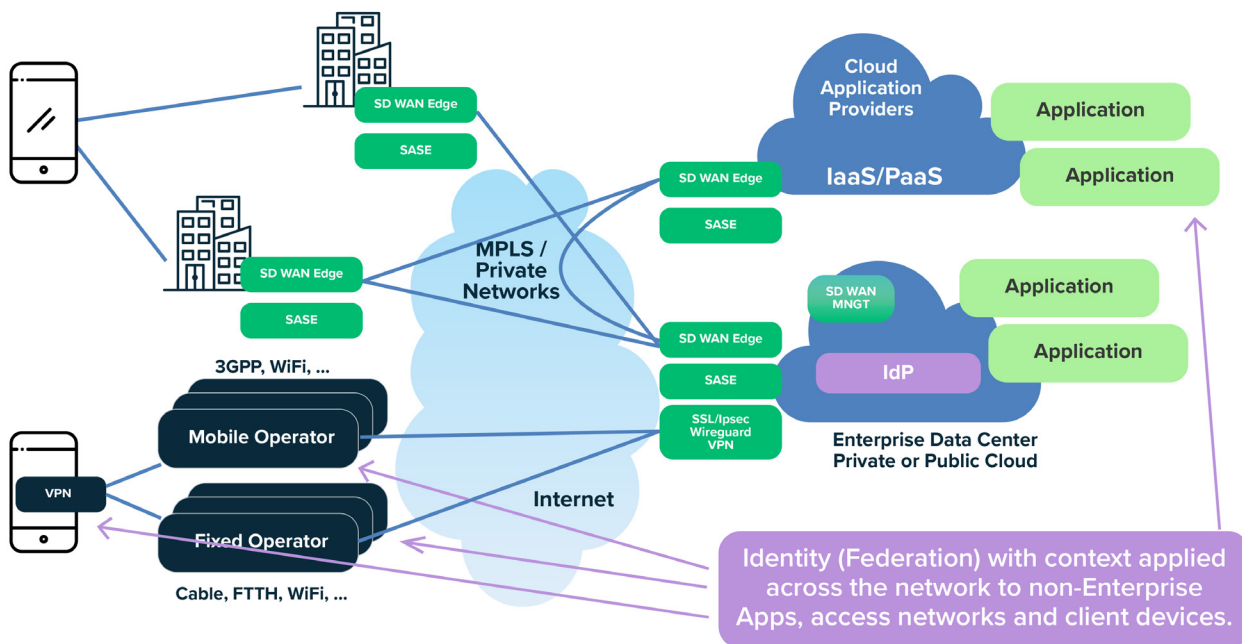 SD WAN Edge
SASE
Cloud
Application
Providers
IaaS/PaaS
Application
Application
SD WAN Edge
SASE
SD WAN Edge
SASE
MPLS /
Private
Networks
SD WAN
MNGT
Application
Application
SD WAN Edge
SASE
SSL/Ipsec
Wireguard
VPN
IdP
Enterprise Data Center
Private or Public Cloud
3GPP, WiFi, ...
Mobile Operator
VPN
Fixed Operator
Cable, FTTH, WiFi, ...
Internet
Identity (Federation) with context applied
across the network to non-Enterprise
Apps, access networks and client devices.